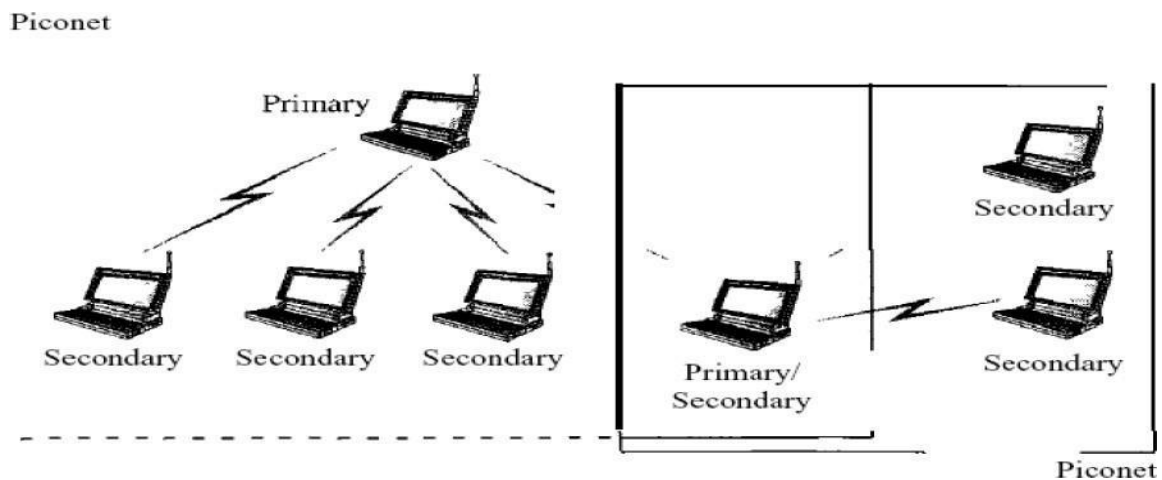 Piconet
Primary
Secondary
Secondary Secondary Secondary
Primary/
Secondary
Secondary
Piconet